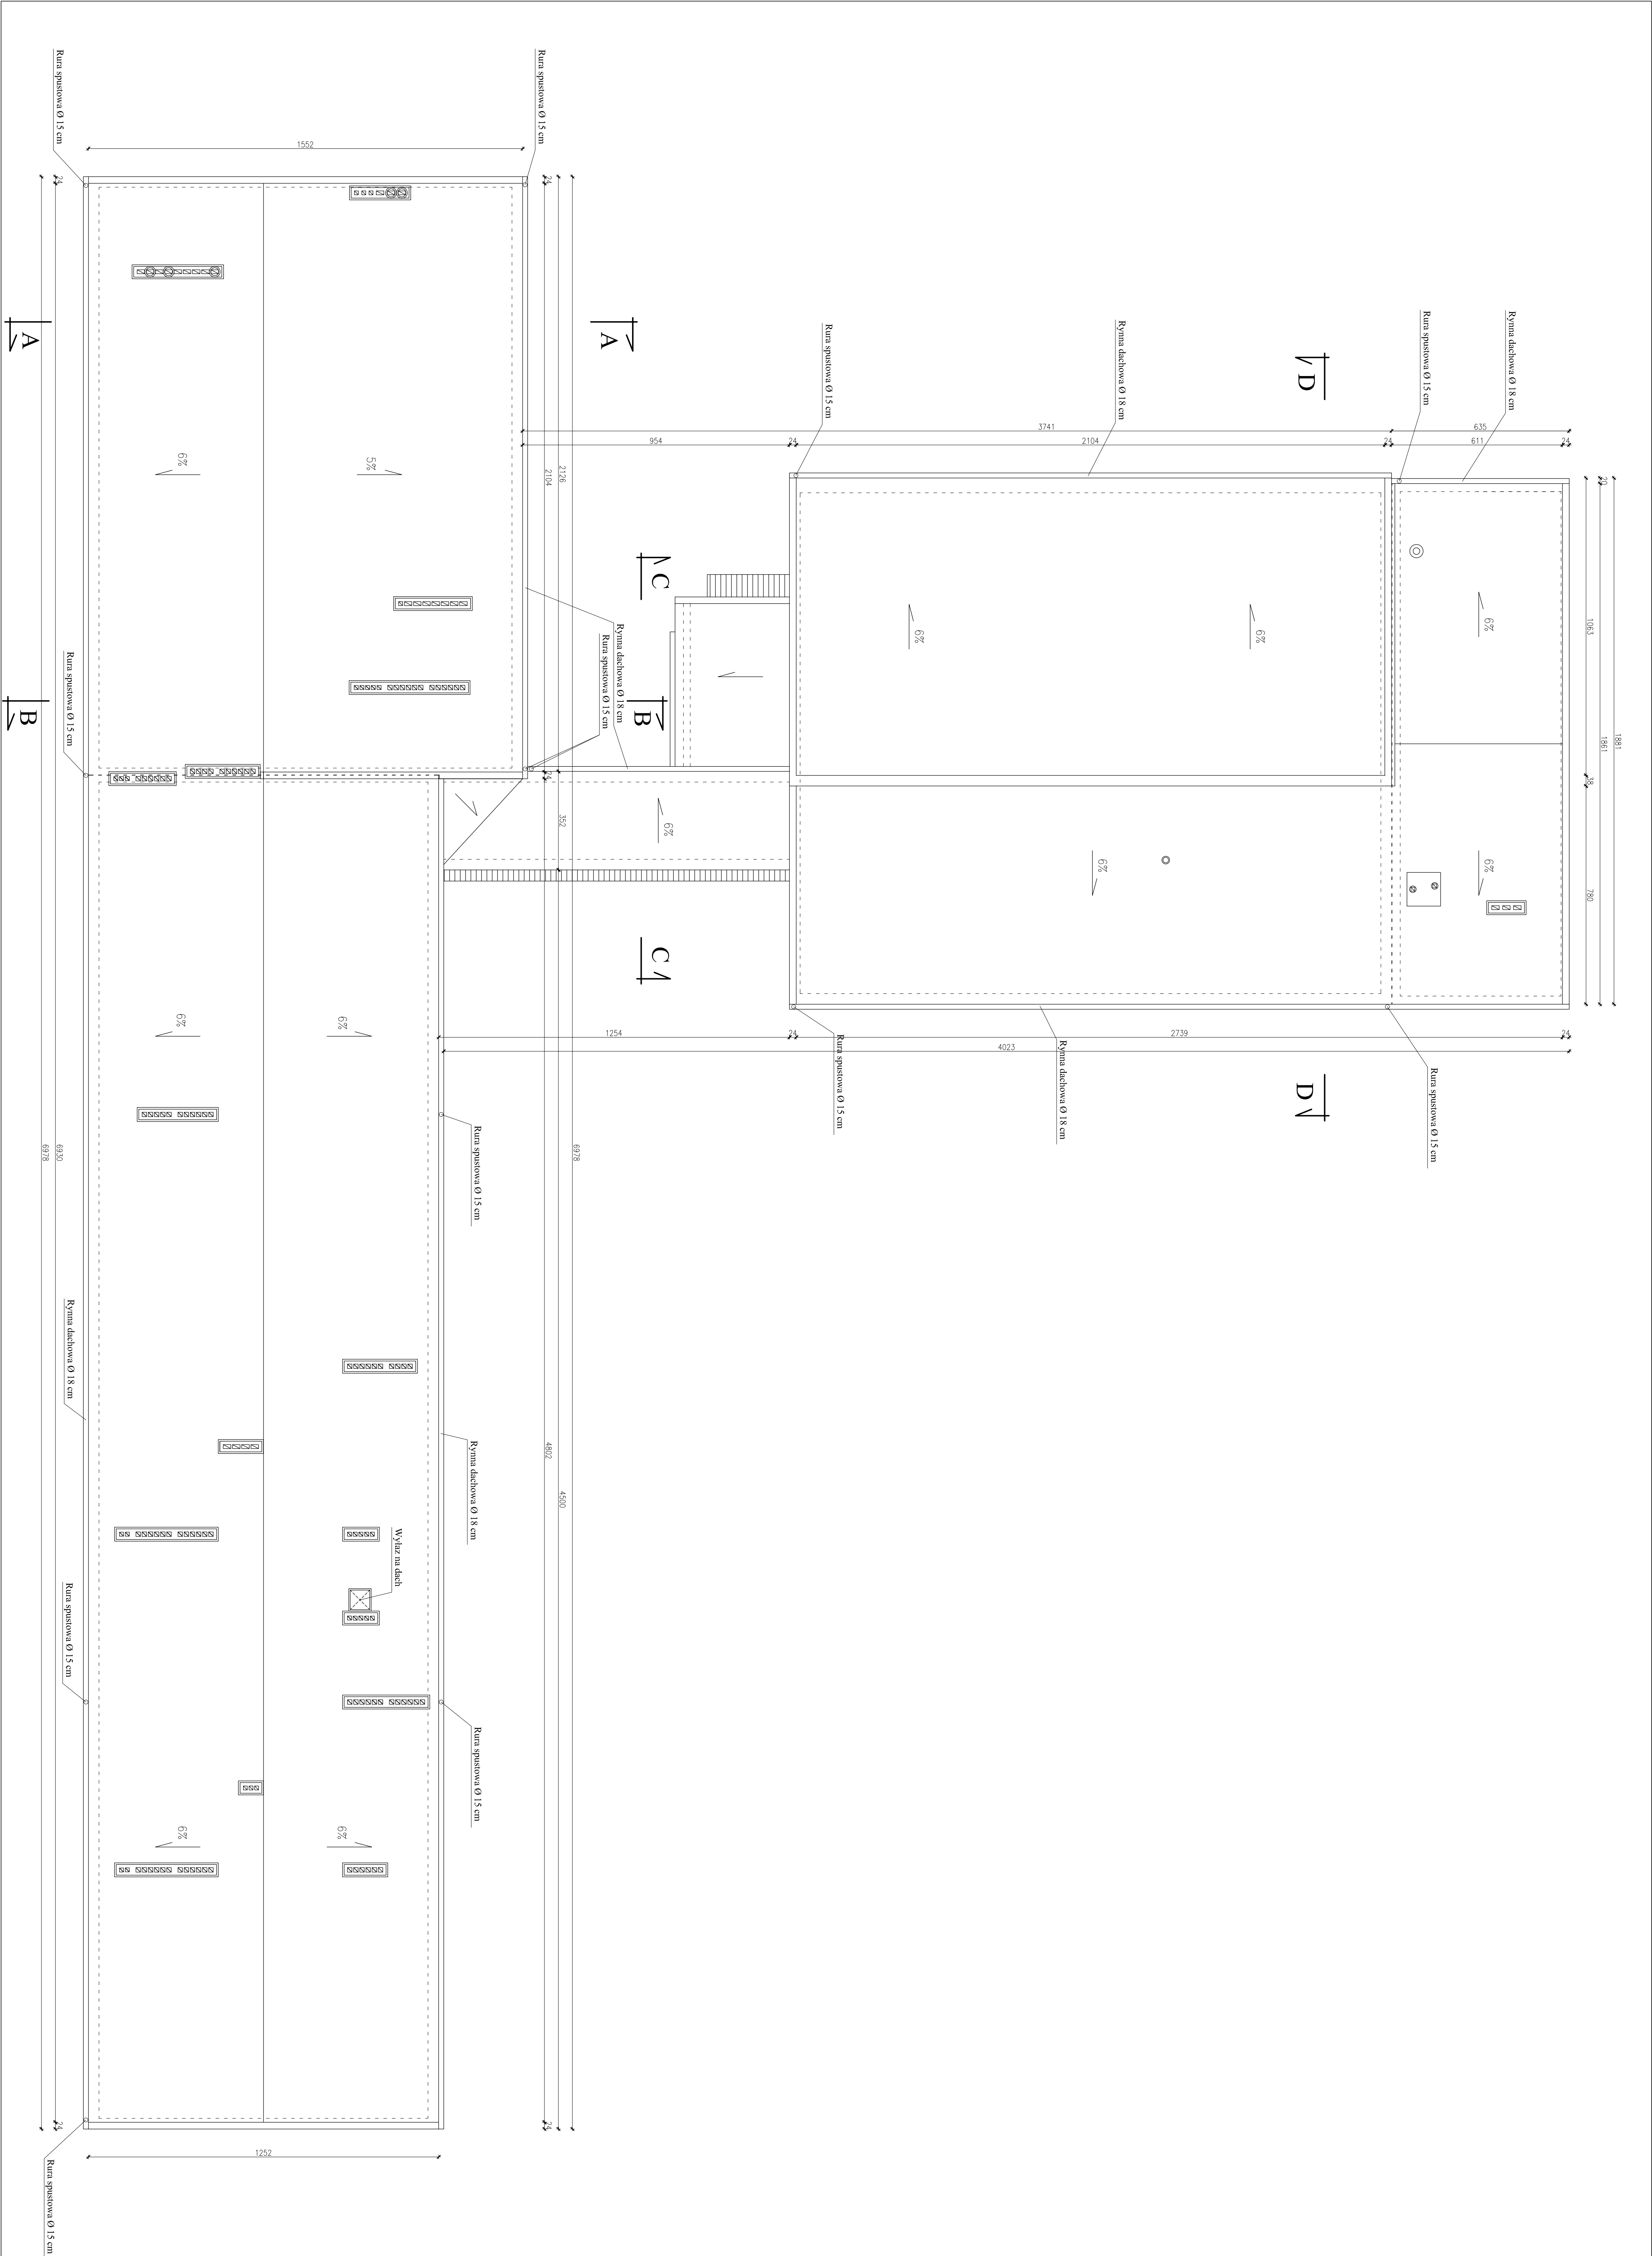 Rura spustowa Ø 15 cm
Rura spustowa Ø 15 cm
1552
24
24
A
A
Rura spustowa Ø 15 cm
Rynna dachowa Ø 18 cm
D
Rura spustowa Ø 15 cm
Rynna dachowa Ø 18 cm
3741
635
954
24
2104
24
611
24
6%
5%
2104
2126
20
1063
1861
1881
38
780
C
6%
6%
6%
Rynna dachowa Ø 18 cm
Rura spustowa Ø 15 cm
B
B
Rura spustowa Ø 15 cm
24
352
6%
6%
6%
C
1254
24
2739
24
4023
6%
6%
Rura spustowa Ø 15 cm
Rynna dachowa Ø 18 cm
D
Rura spustowa Ø 15 cm
Rura spustowa Ø 15 cm
6978
6930
6978
Rynna dachowa Ø 18 cm
Rynna dachowa Ø 18 cm
4802
4500
Wyłaz na dach
Rura spustowa Ø 15 cm
Rura spustowa Ø 15 cm
6%
6%
24
24
1252
Rura spustowa Ø 15 cm